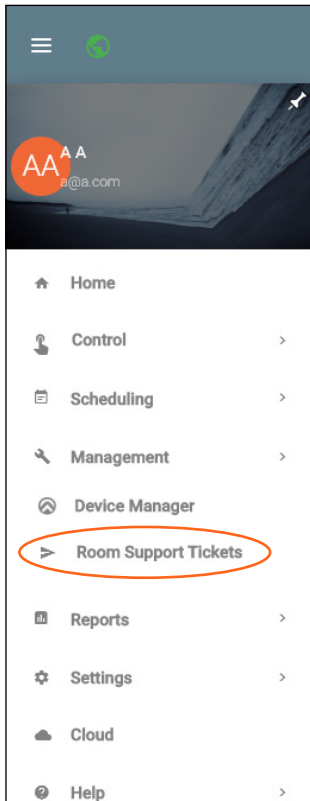 AA
A A
a@a.com
Home
Control
Scheduling
Management
Device Manager
Room Support Tickets
Reports
Settings
Cloud
Help